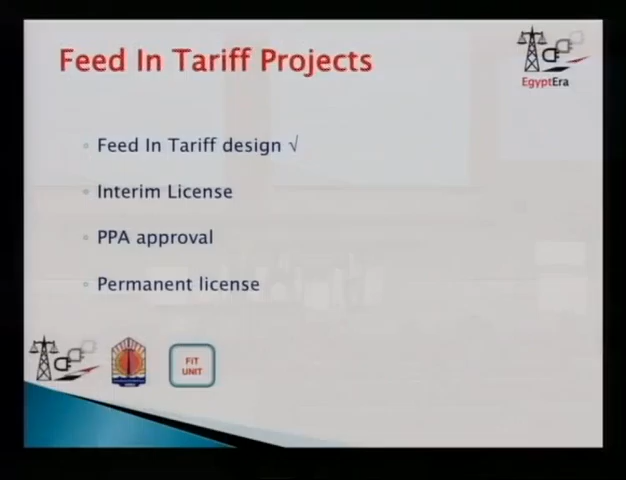 Feed In Tariff Projects
EgyptEra
Feed In Tariff design √
Interim License
PPA approval
Permanent license
FIT
UNIT